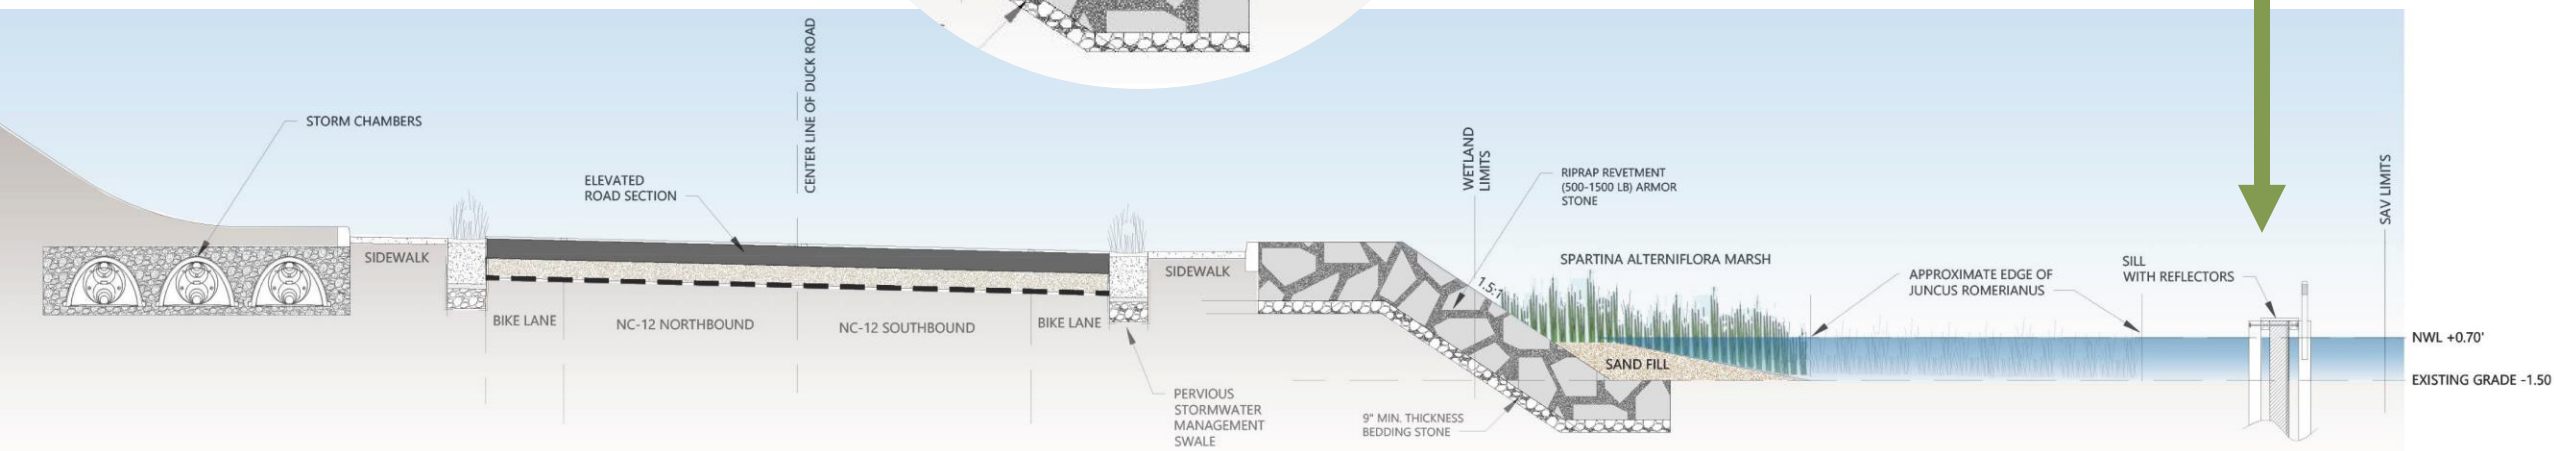 STORM CHAMBERS
SIDEWALK
ELEVATED
ROAD SECTION
CENTER LINE OF DUCK ROAD
BIKE LANE
NC-12 NORTHBOUND
NC-12 SOUTHBOUND
BIKE LANE
PERVIOUS
STORMWATER
MANAGEMENT
SWALE
SIDEWALK
9" MIN. THICKNESS
BEDDING STONE
WETLAND
LIMITS
1.5:1
RIPRAP REVETMENT
(500-1500 LB) ARMOR
STONE
SPARTINA ALTERNIFLORA MARSH
SAND FILL
APPROXIMATE EDGE OF
JUNCUS ROMERIANUS
SILL
WITH REFLECTORS
SAV LIMITS
NWL +0.70'
EXISTING GRADE -1.50